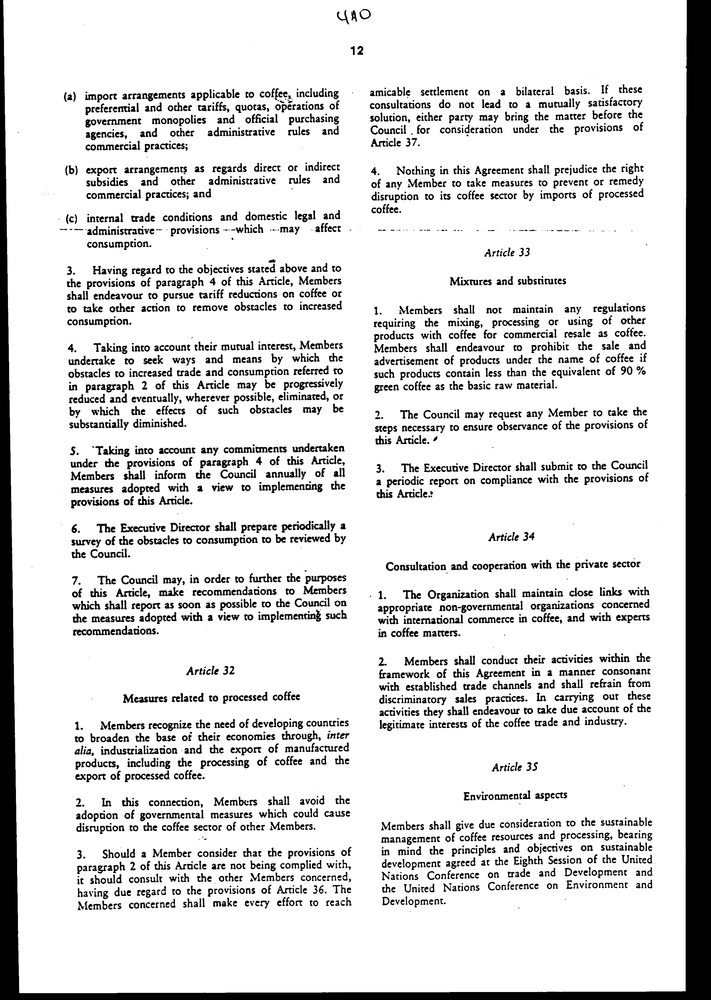 4A0
12
(a) import arrangements applicable to coffee, including
preferential and other tariffs, quotas, operations of
government monopolies and official purchasing
agencies, and other administrative rules and
commercial practices;
(b) export arrangements as regards direct or indirect
subsidies and other administrative rules and
commercial practices; and
(c) internal trade conditions and domestic legal and
administrative provisions which may affect
consumption.
3. Having regard to the objectives stated above and to
the provisions of paragraph 4 of this Article, Members
shall endeavour to pursue tariff reductions on coffee or
to take other action to remove obstacles to increased
consumption.
4. Taking into account their mutual interest, Members
undertake to seek ways and means by which the
obstacles to increased trade and consumption referred to
in paragraph 2 of this Article may be progressively
reduced and eventually, wherever possible, eliminated, or
by which the effects of such obstacles may be
substantially diminished.
5. Taking into account any commitments undertaken
under the provisions of paragraph 4 of this Article,
Members shall inform the Council annually of all
measures adopted with a view to implementing the
provisions of this Article.
6. The Executive Director shall prepare periodically a
survey of the obstacles to consumption to be reviewed by
the Council.
7. The Council may, in order to further the purposes
of this Article, make recommendations to Members
which shall report as soon as possible to the Council on
the measures adopted with a view to implementing such
recommendations.
Article 32
Measures related to processed coffee
1. Members recognize the need of developing countries
to broaden the base of their economies through, inter
alia, industrialization and the export of manufactured
products, including the processing of coffee and the
export of processed coffee.
2. In this connection, Members shall avoid the
adoption of governmental measures which could cause
disruption to the coffee sector of other Members.
3. Should a Member consider that the provisions of
paragraph 2 of this Article are not being complied with,
it should consult with the other Members concerned,
having due regard to the provisions of Article 36. The
Members concerned shall make every effort to reach
amicable settlement on a bilateral basis. If these
consultations do not lead to a mutually satisfactory
solution, either party may bring the matter before the
Council for consideration under the provisions of
Article 37.
4. Nothing in this Agreement shall prejudice the right
of any Member to take measures to prevent or remedy
disruption to its coffee sector by imports of processed
coffee.
Article 33
Mixtures and substitutes
1. Members shall not maintain any regulations
requiring the mixing, processing or using of other
products with coffee for commercial resale as coffee.
Members shall endeavour to prohibit the sale and
advertisement of products under the name of coffee if
such products contain less than the equivalent of 90 %
green coffee as the basic raw material.
2. The Council may request any Member to take the
steps necessary to ensure observance of the provisions of
this Article.
3. The Executive Director shall submit to the Council
a periodic report on compliance with the provisions of
this Article.
Article 34
Consultation and cooperation with the private sector
1. The Organization shall maintain close links with
appropriate non-governmental organizations concerned
with international commerce in coffee, and with experts
in coffee matters.
2. Members shall conduct their activities within the
framework of this Agreement in a manner consonant
with established trade channels and shall refrain from
discriminatory sales practices. In carrying out these
activities they shall endeavour to take due account of the
legitimate interests of the coffee trade and industry.
Article 35
Environmental aspects
Members shall give due consideration to the sustainable
management of coffee resources and processing, bearing
in mind the principles and objectives on sustainable
development agreed at the Eighth Session of the United
Nations Conference on trade and Development and
the United Nations Conference on Environment and
Development.